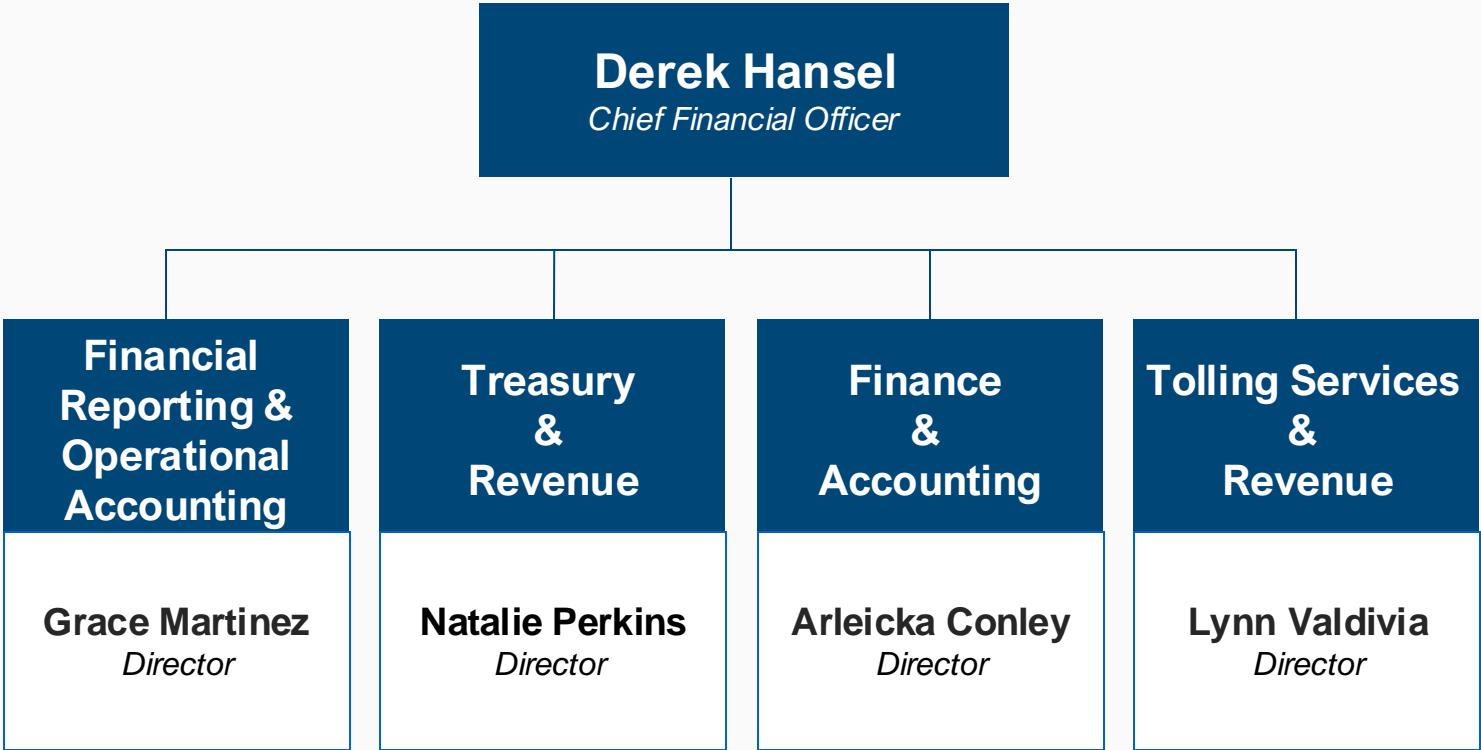 Derek Hansel
Chief Financial Officer
Financial
Reporting &
Operational
Accounting
Grace Martinez
Director
Treasury
&
Revenue
Natalie Perkins
Director
Finance
&
Accounting
Arleicka Conley
Director
Tolling Services
&
Revenue
Lynn Valdivia
Director